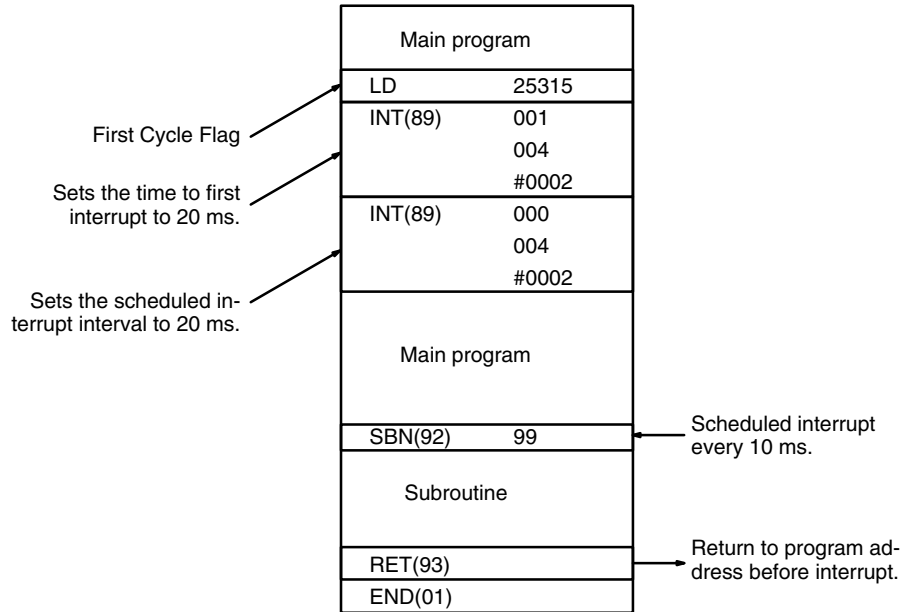 Main program
LD 25315
First Cycle Flag
INT(89) 001
004
#0002
Sets the time to first
interrupt to 20 ms.
INT(89) 000
004
#0002
Sets the scheduled in-
terrupt interval to 20 ms.
Main program
SBN(92) 99
Scheduled interrupt
every 10 ms.
Subroutine
RET(93)
Return to program ad-
dress before interrupt.
END(01)